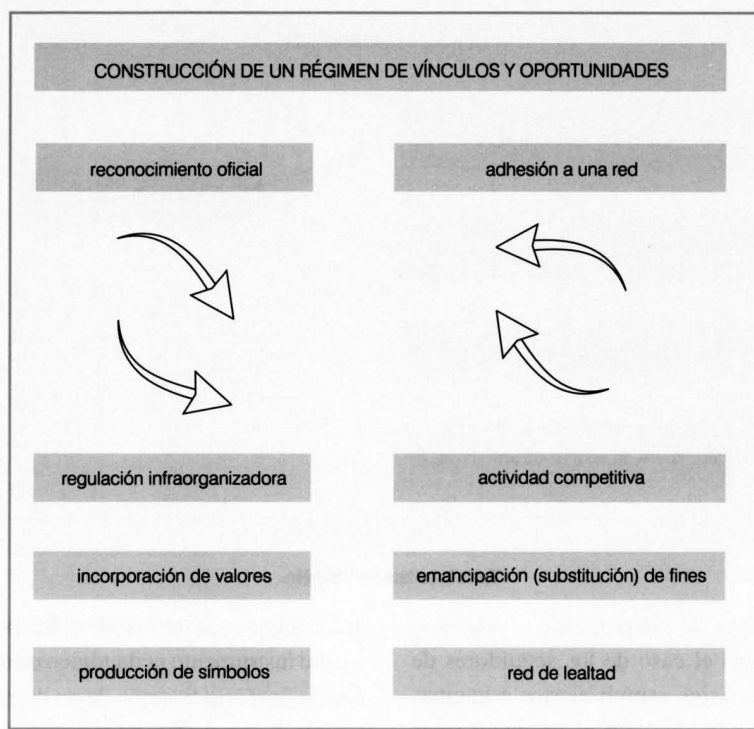 CONSTRUCCIÓN DE UN RÉGIMEN DE VÍNCULOS Y OPORTUNIDADES
reconocimiento oficial
adhesión a una red
regulación infraorganizadora
actividad competitiva
incorporación de valores
emancipación (substitución) de fines
producción de símbolos
red de lealtad